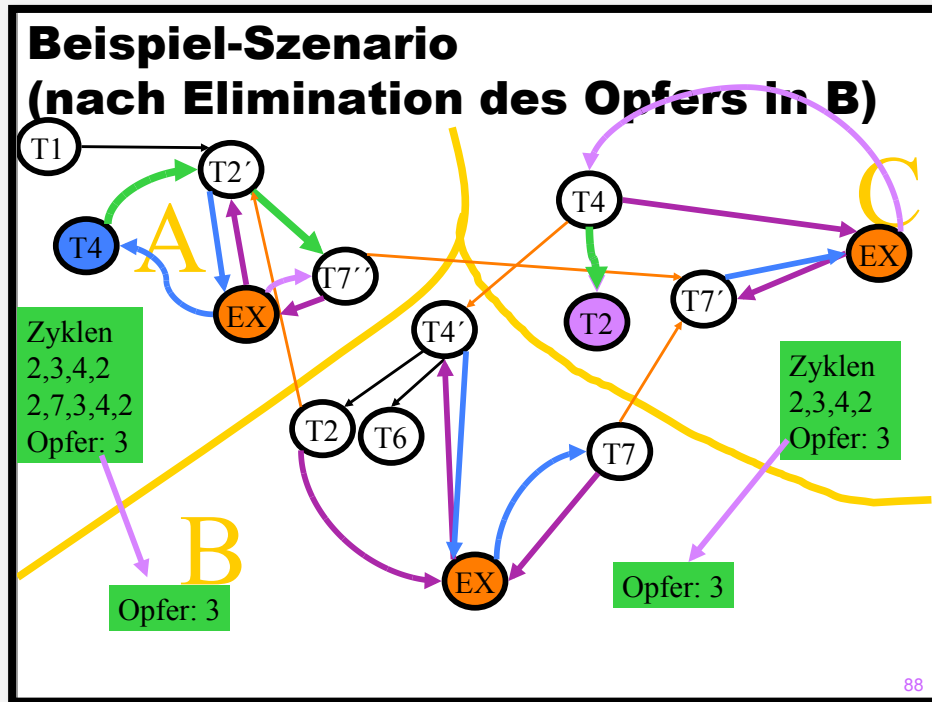 Beispiel-Szenario
(nach Elimination des Opfers in B)
T1
T2´
T4
A
EX
T7´´
T4
C
EX
T7´
T2
T4´
Zyklen
2,3,4,2
2,7,3,4,2
Opfer: 3
Zyklen
2,3,4,2
Opfer: 3
T2
T6
T7
B
EX
Opfer: 3
Opfer: 3
88